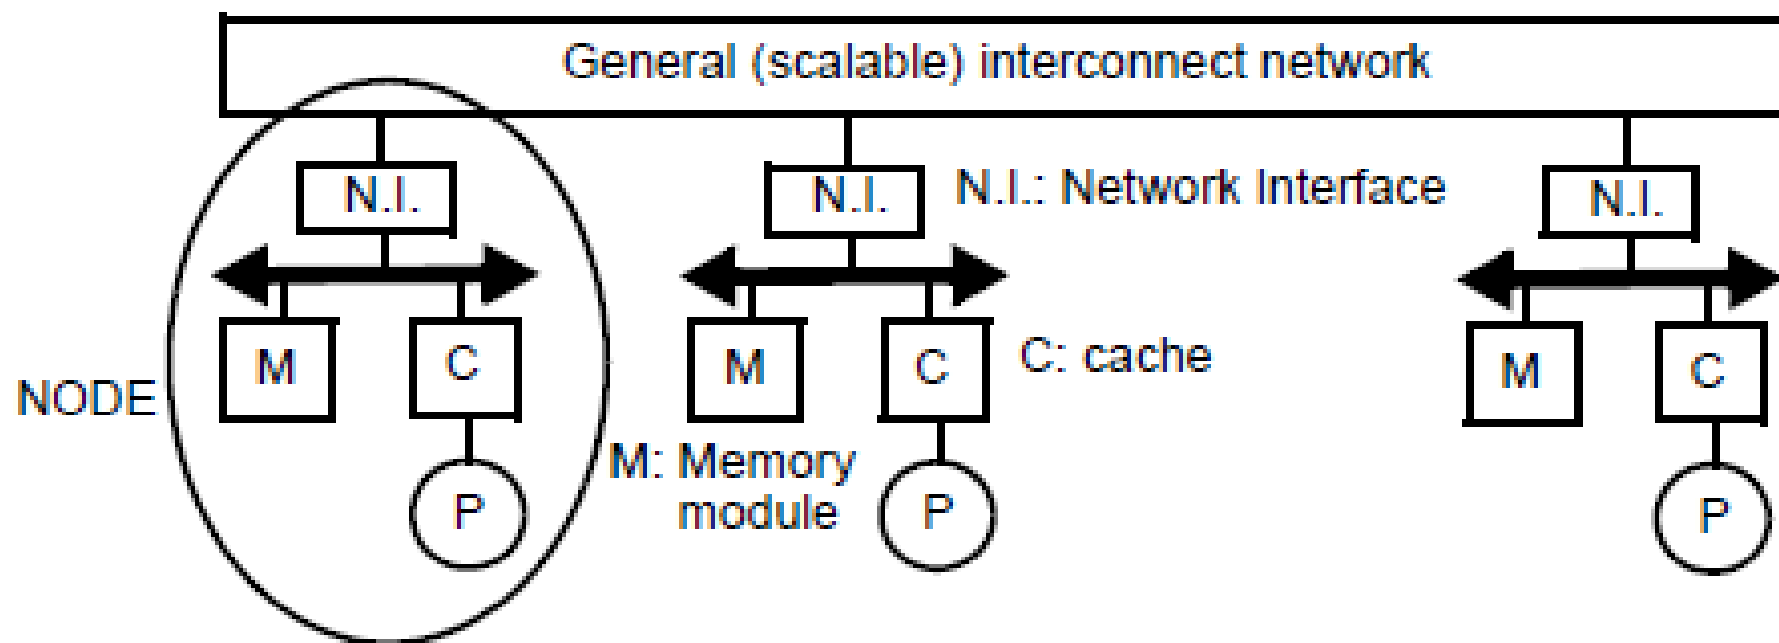 General (scalable) interconnect network
N.I.
N.I.
N.I.: Network Interface
N.I.
M
C
M
C
C: cache
M
C
NODE
M: Memory
module
P
P
P